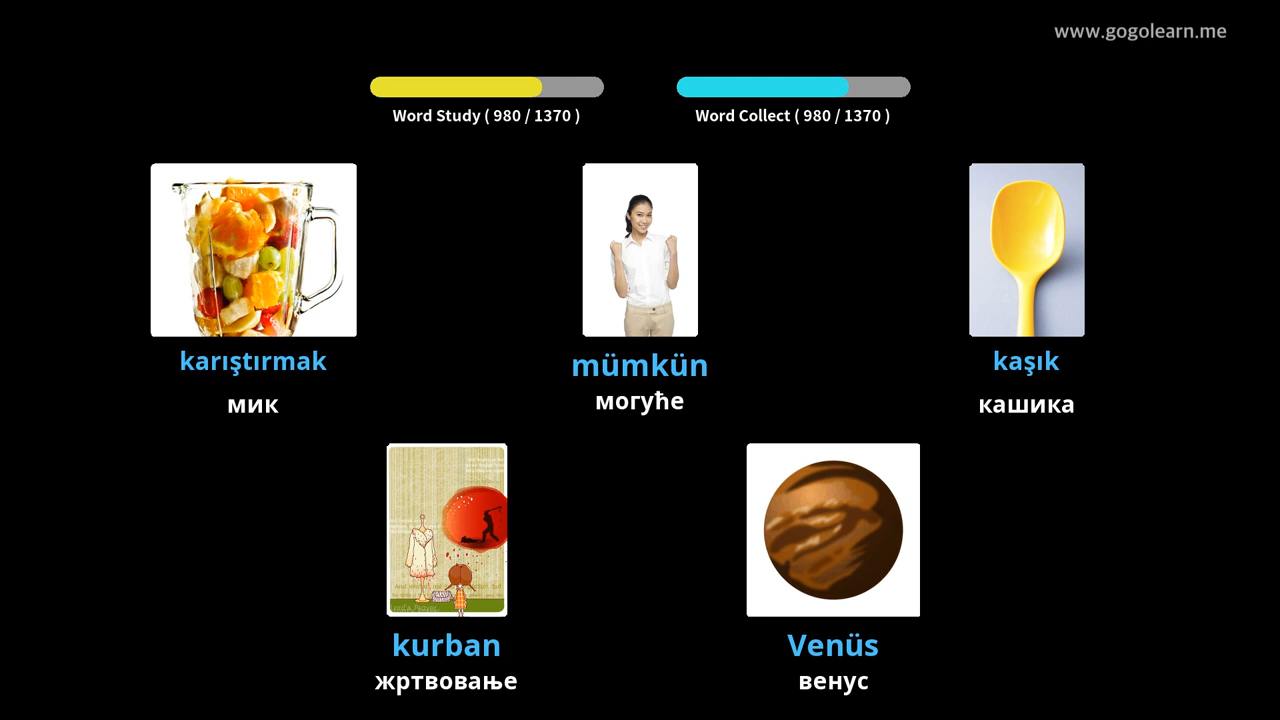 www.gogolearn.me
Word Study ( 980 / 1370 )
Word Collect ( 980 / 1370 )
karıştırmak
мик
mümkün
могуће
kaşık
кашика
kurban
жртвовање
Venüs
венус